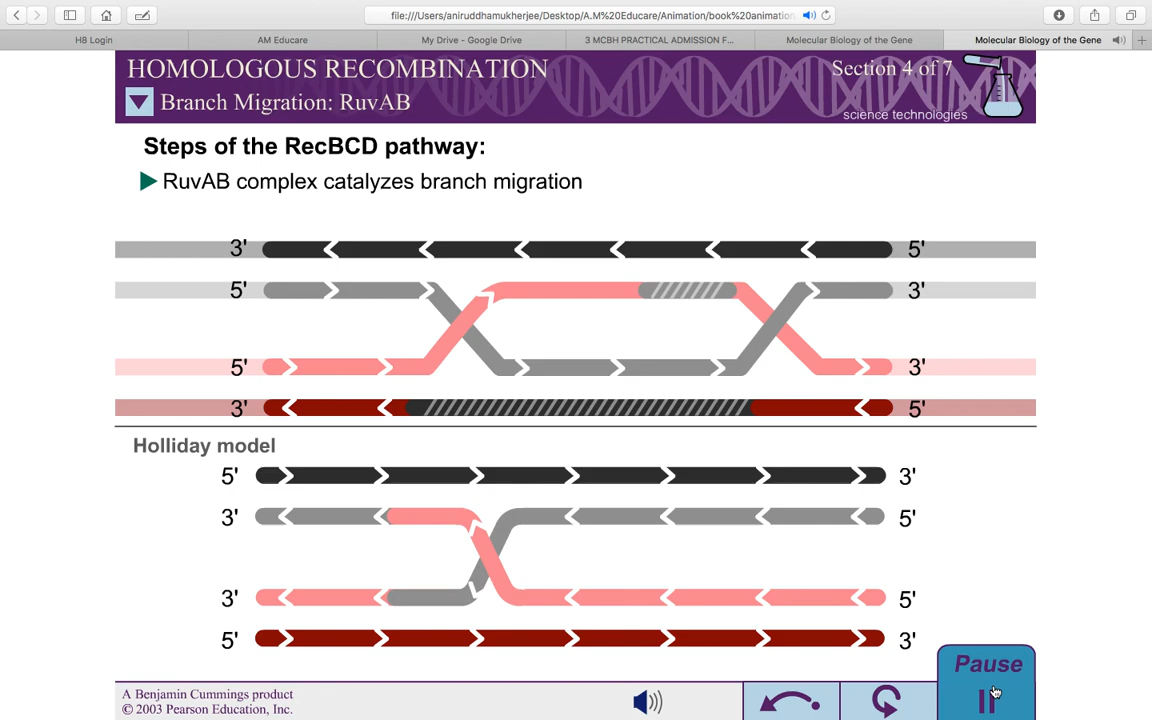 file:///Users/aniruddhamukherjee/Desktop/A.M%20Educare/Animation/book%20animation
H8 Login
AM Educare
My Drive - Google Drive
3 MCBH PRACTICAL ADMISSION F...
Molecular Biology of the Gene
Molecular Biology of the Gene
HOMOLOGOUS RECOMBINATION
Section 4 of 7
Branch Migration: RuvAB
science technologies
Steps of the RecBCD pathway:
RuvAB complex catalyzes branch migration
3' 5'
5' 3'
5' 3'
3' 5'
Holliday model
5' 3'
3' 5'
3' 5'
5' 3'
Pause
A Benjamin Cummings product
© 2003 Pearson Education, Inc.